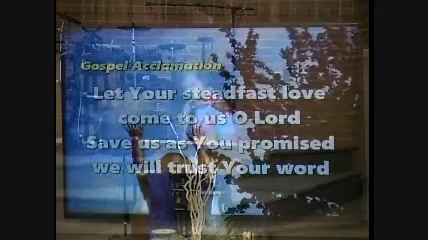 Gospel Acclamation
Let Your steadfast love
come to us O Lord
Save us as You promised
we will trust Your word